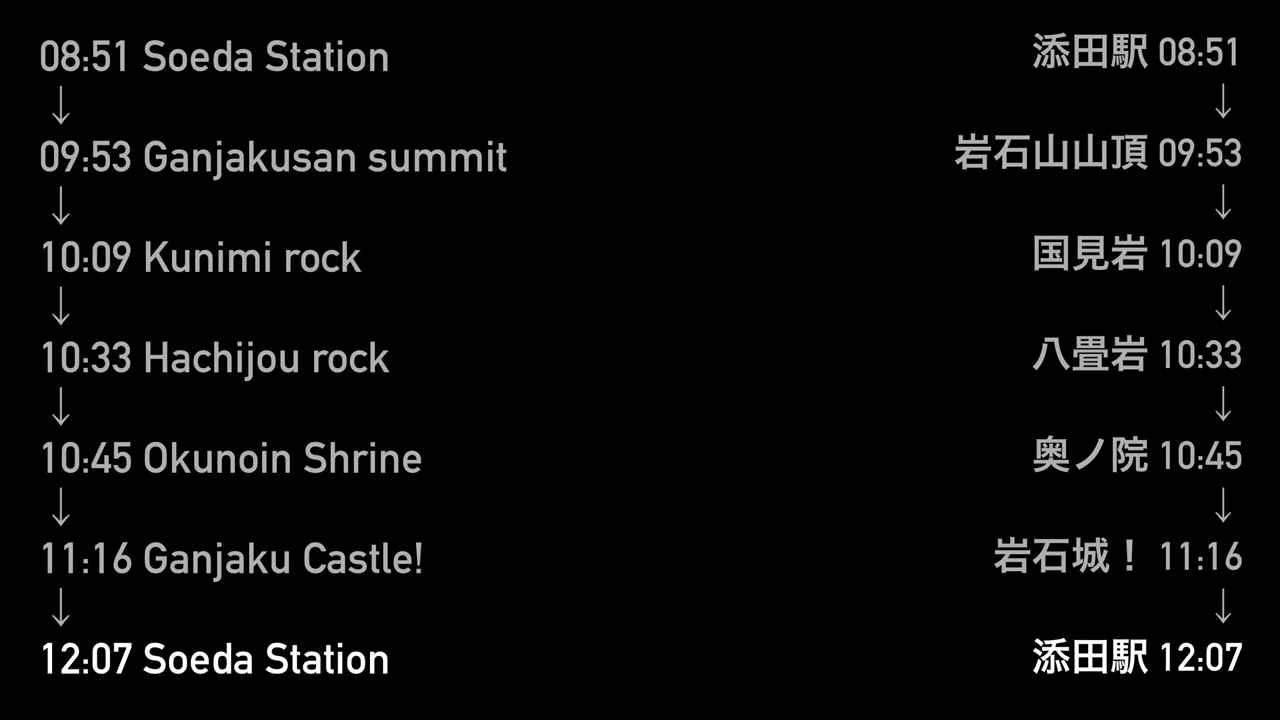 08:51 Soeda Station
↓
09:53 Ganjakusan summit
↓
10:09 Kunimi rock
↓
10:33 Hachijou rock
↓
10:45 Okunoin Shrine
↓
11:16 Ganjaku Castle!
↓
12:07 Soeda Station
添田駅 08:51
↓
岩石山山頂 09:53
↓
国見岩 10:09
↓
八畳岩 10:33
↓
奥ノ院 10:45
↓
岩石城！ 11:16
↓
添田駅 12:07